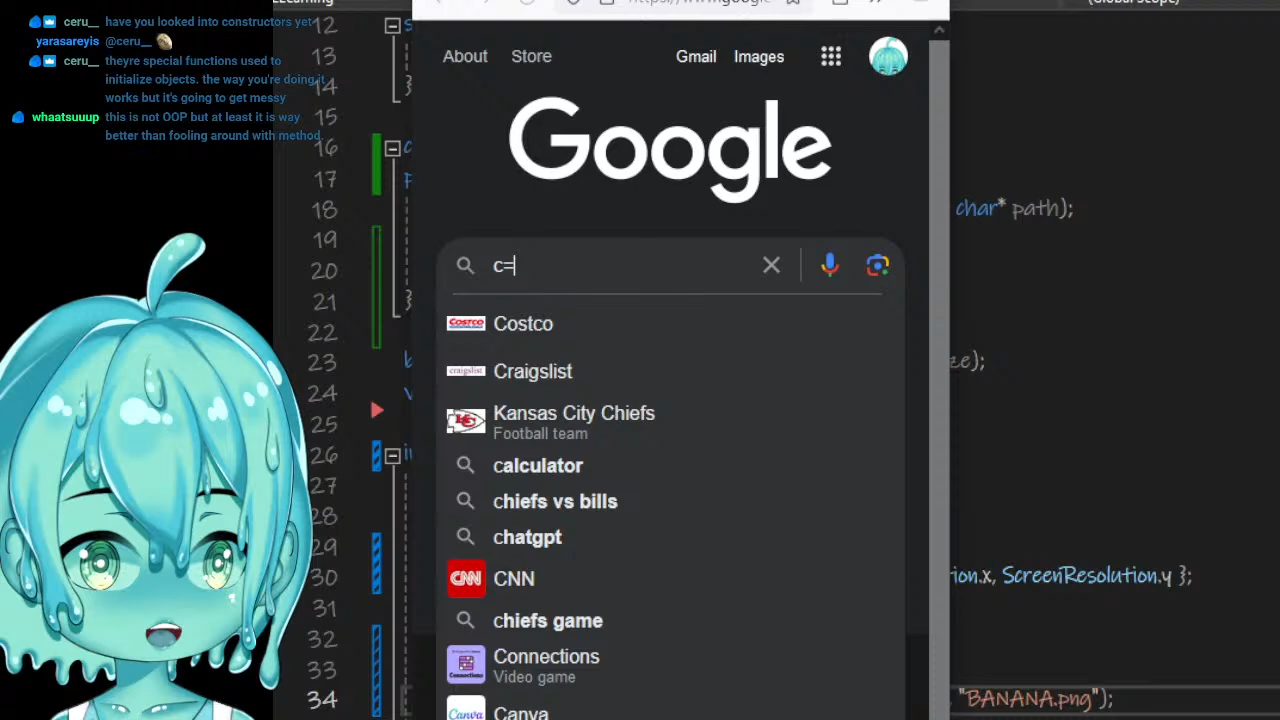 ceru__ have you looked into constructors yet
yarasareyis @ceru__
ceru__ theyre special functions used to
initialize objects. the way you're doing it
works but it's going to get messy
whaatsuuup this is not OOP but at least it is way
better than fooling around with method
12
13
14
15
16
17
18
19
20
21
22
23
24
25
26
27
28
29
30
31
32
33
34
About Store Gmail Images
Google
c=
Costco
COSTCO
craigslist
Craigslist
Kansas City Chiefs
Football team
calculator
chiefs vs bills
chatgpt
CNN
CNN
chiefs game
Connections
Video game
Canva
Canva
char* path);
ze);
ion.x, ScreenResolution.y };
"BANANA.png");